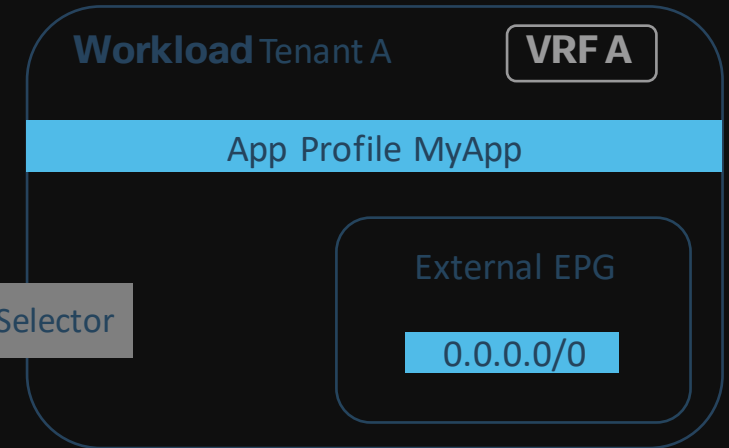 Workload Tenant A
VRF A
App Profile MyApp
External EPG
Selector
0.0.0.0/0